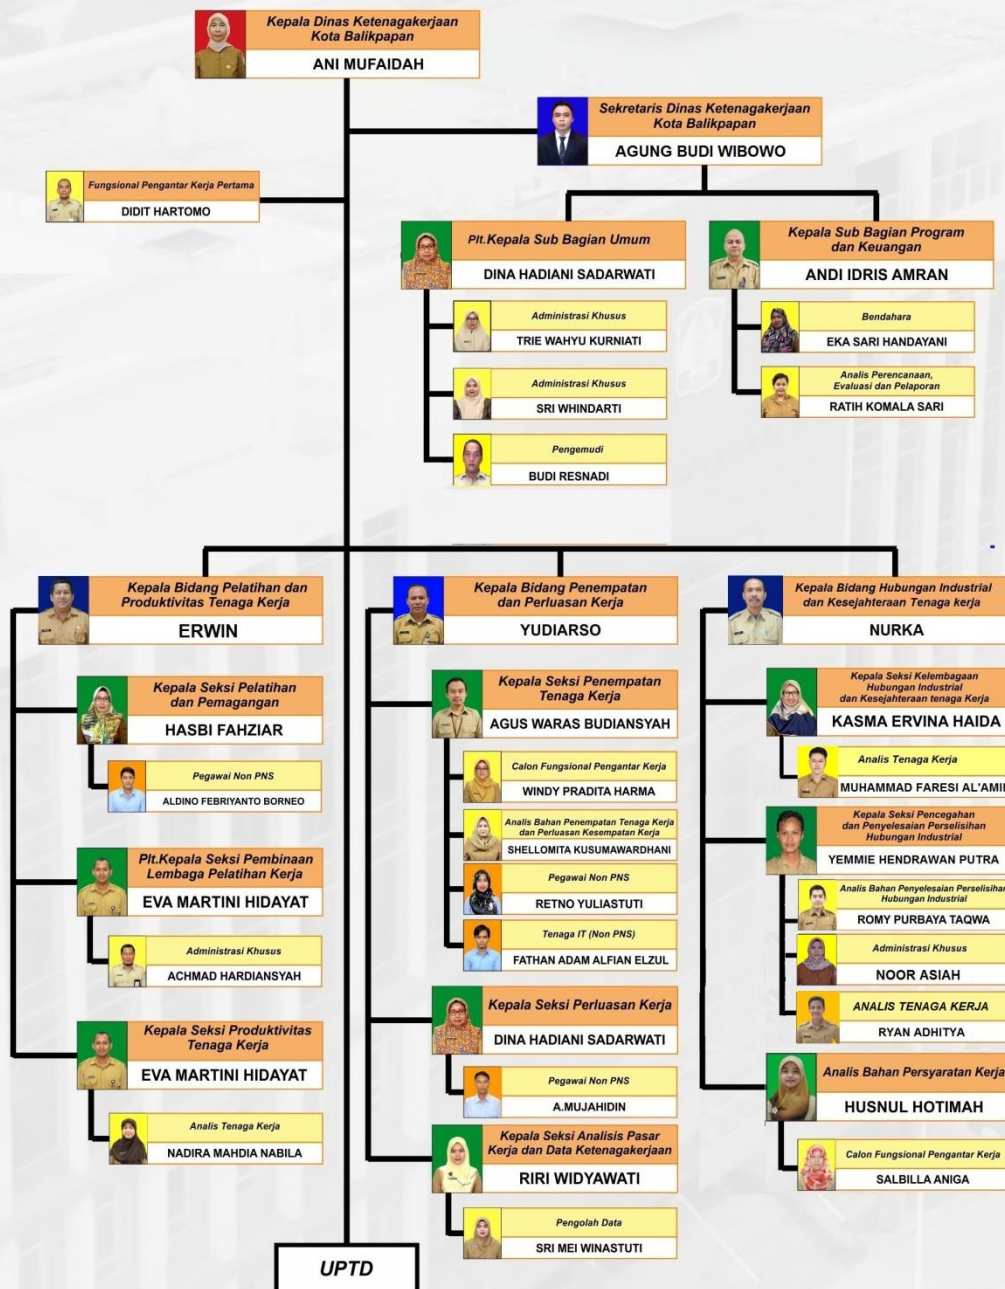 Kepala Dinas Ketenagakerjaan
Kota Balikpapan
ANI MUFAIDAH
Sekretaris Dinas Ketenagakerjaan
Kota Balikpapan
AGUNG BUDI WIBOWO
Fungsional Pengantar Kerja Pertama
DIDIT HARTOMO
Plt.Kepala Sub Bagian Umum
DINA HADIANI SADARWATI
Administrasi Khusus
TRIE WAHYU KURNIATI
Administrasi Khusus
SRI WHINDARTI
Pengemudi
BUDI RESNADI
Kepala Sub Bagian Program
dan Keuangan
ANDI IDRIS AMRAN
Bendahara
EKA SARI HANDAYANI
Analis Perencanaan,
Evaluasi dan Pelaporan
RATIH KOMALA SARI
Kepala Bidang Pelatihan dan
Produktivitas Tenaga Kerja
ERWIN
Kepala Seksi Pelatihan
dan Pemagangan
HASBI FAHZIAR
Pegawai Non PNS
ALDINO FEBRIYANTO BORNEO
Plt.Kepala Seksi Pembinaan
Lembaga Pelatihan Kerja
EVA MARTINI HIDAYAT
Administrasi Khusus
ACHMAD HARDIANSYAH
Kepala Seksi Produktivitas
Tenaga Kerja
EVA MARTINI HIDAYAT
Analis Tenaga Kerja
NADIRA MAHDIA NABILA
Kepala Bidang Penempatan
dan Perluasan Kerja
YUDIARSO
Kepala Seksi Penempatan
Tenaga Kerja
AGUS WARAS BUDIANSYAH
Calon Fungsional Pengantar Kerja
WINDY PRADITA HARMA
Analis Bahan Penempatan Tenaga Kerja
dan Perluasan Kesempatan Kerja
SHELLOMITA KUSUMAWARDHANI
Pegawai Non PNS
RETNO YULIASTUTI
Tenaga IT (Non PNS)
FATHAN ADAM ALFIAN ELZUL
Kepala Seksi Perluasan Kerja
DINA HADIANI SADARWATI
Pegawai Non PNS
A.MUJAHIDIN
Kepala Seksi Analisis Pasar
Kerja dan Data Ketenagakerjaan
RIRI WIDYAWATI
Pengolah Data
SRI MEI WINASTUTI
Kepala Bidang Hubungan Industrial
dan Kesejahteraan Tenaga kerja
NURKA
Kepala Seksi Kelembagaan
Hubungan Industrial
dan Kesejahteraan tenaga Kerja
KASMA ERVINA HAIDA
Analis Tenaga Kerja
MUHAMMAD FARESI
Kepala Seksi Pencegahan
dan Penyelesaian Perselisihan
Hubungan Industrial
YEMMIE HENDRAWAN PUTRA
Analis Bahan Penyelesaian Perselisihan
Hubungan Industrial
ROMY PURBAYA TAQWA
Administrasi Khusus
NOOR ASIAH
ANALIS TENAGA KERJA
RYAN ADHITYA
Analis Bahan Persyaratan Kerja
HUSNUL HOTIMAH
Calon Fungsional Pengantar Kerja
SALBILLA ANIGA
UPTD